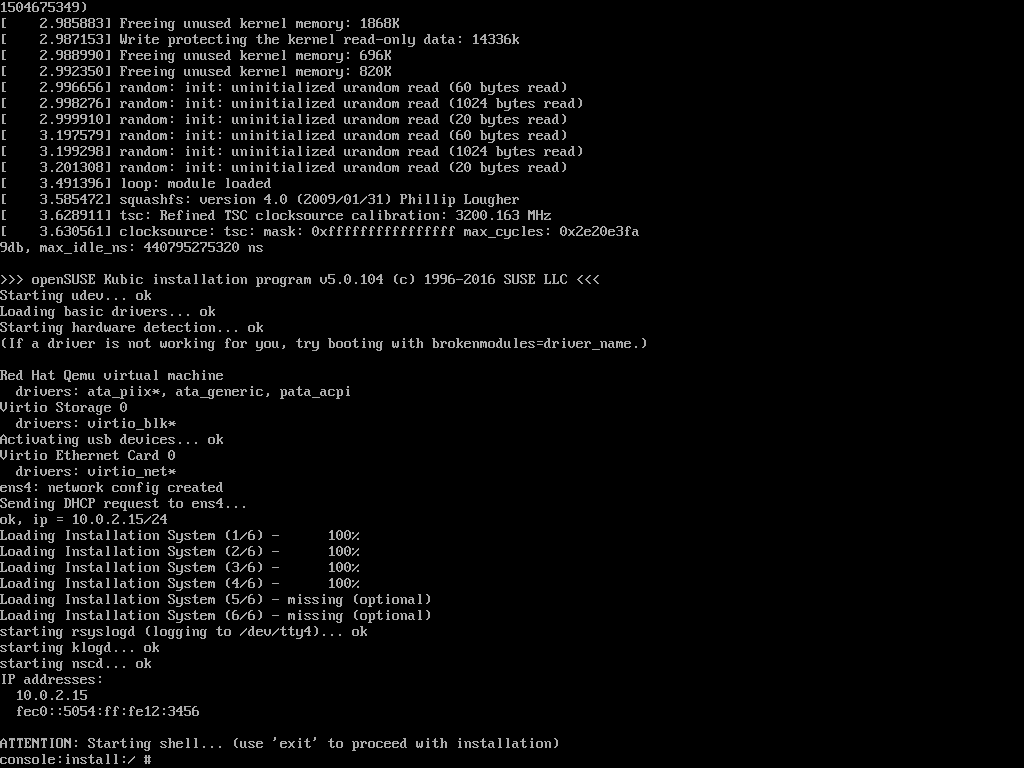 1504675349)
[    2.985883] Freeing unused kernel memory: 1868K
[    2.987153] Write protecting the kernel read-only data: 14336k
[    2.988990] Freeing unused kernel memory: 696K
[    2.992350] Freeing unused kernel memory: 820K
[    2.996656] random: init: uninitialized urandom read (60 bytes read)
[    2.998276] random: init: uninitialized urandom read (1024 bytes read)
[    2.999910] random: init: uninitialized urandom read (20 bytes read)
[    3.197579] random: init: uninitialized urandom read (60 bytes read)
[    3.199298] random: init: uninitialized urandom read (1024 bytes read)
[    3.201308] random: init: uninitialized urandom read (20 bytes read)
[    3.491396] loop: module loaded
[    3.585472] squashfs: version 4.0 (2009/01/31) Phillip Lougher
[    3.628911] tsc: Refined TSC clocksource calibration: 3200.163 MHz
[    3.630561] clocksource: tsc: mask: 0xffffffffffffffff max_cycles: 0x2e20e3fa
9db, max_idle_ns: 440795275320 ns

>>> openSUSE Kubic installation program v5.0.104 (c) 1996-2016 SUSE LLC <<<
Starting udev... ok
Loading basic drivers... ok
Starting hardware detection... ok
(If a driver is not working for you, try booting with brokenmodules=driver_name.)

Red Hat Qemu virtual machine
  drivers: ata_piix*, ata_generic, pata_acpi
Virtio Storage 0
  drivers: virtio_blk*
Activating usb devices... ok
Virtio Ethernet Card 0
  drivers: virtio_net*
ens4: network config created
Sending DHCP request to ens4...
ok, ip = 10.0.2.15/24
Loading Installation System (1/6) -      100%
Loading Installation System (2/6) -      100%
Loading Installation System (3/6) -      100%
Loading Installation System (4/6) -      100%
Loading Installation System (5/6) - missing (optional)
Loading Installation System (6/6) - missing (optional)
starting rsyslogd (logging to /dev/tty4)... ok
starting klogd... ok
starting nscd... ok
IP addresses:
  10.0.2.15
  fec0::5054:ff:fe12:3456

ATTENTION: Starting shell... (use 'exit' to proceed with installation)
console:install:/ #